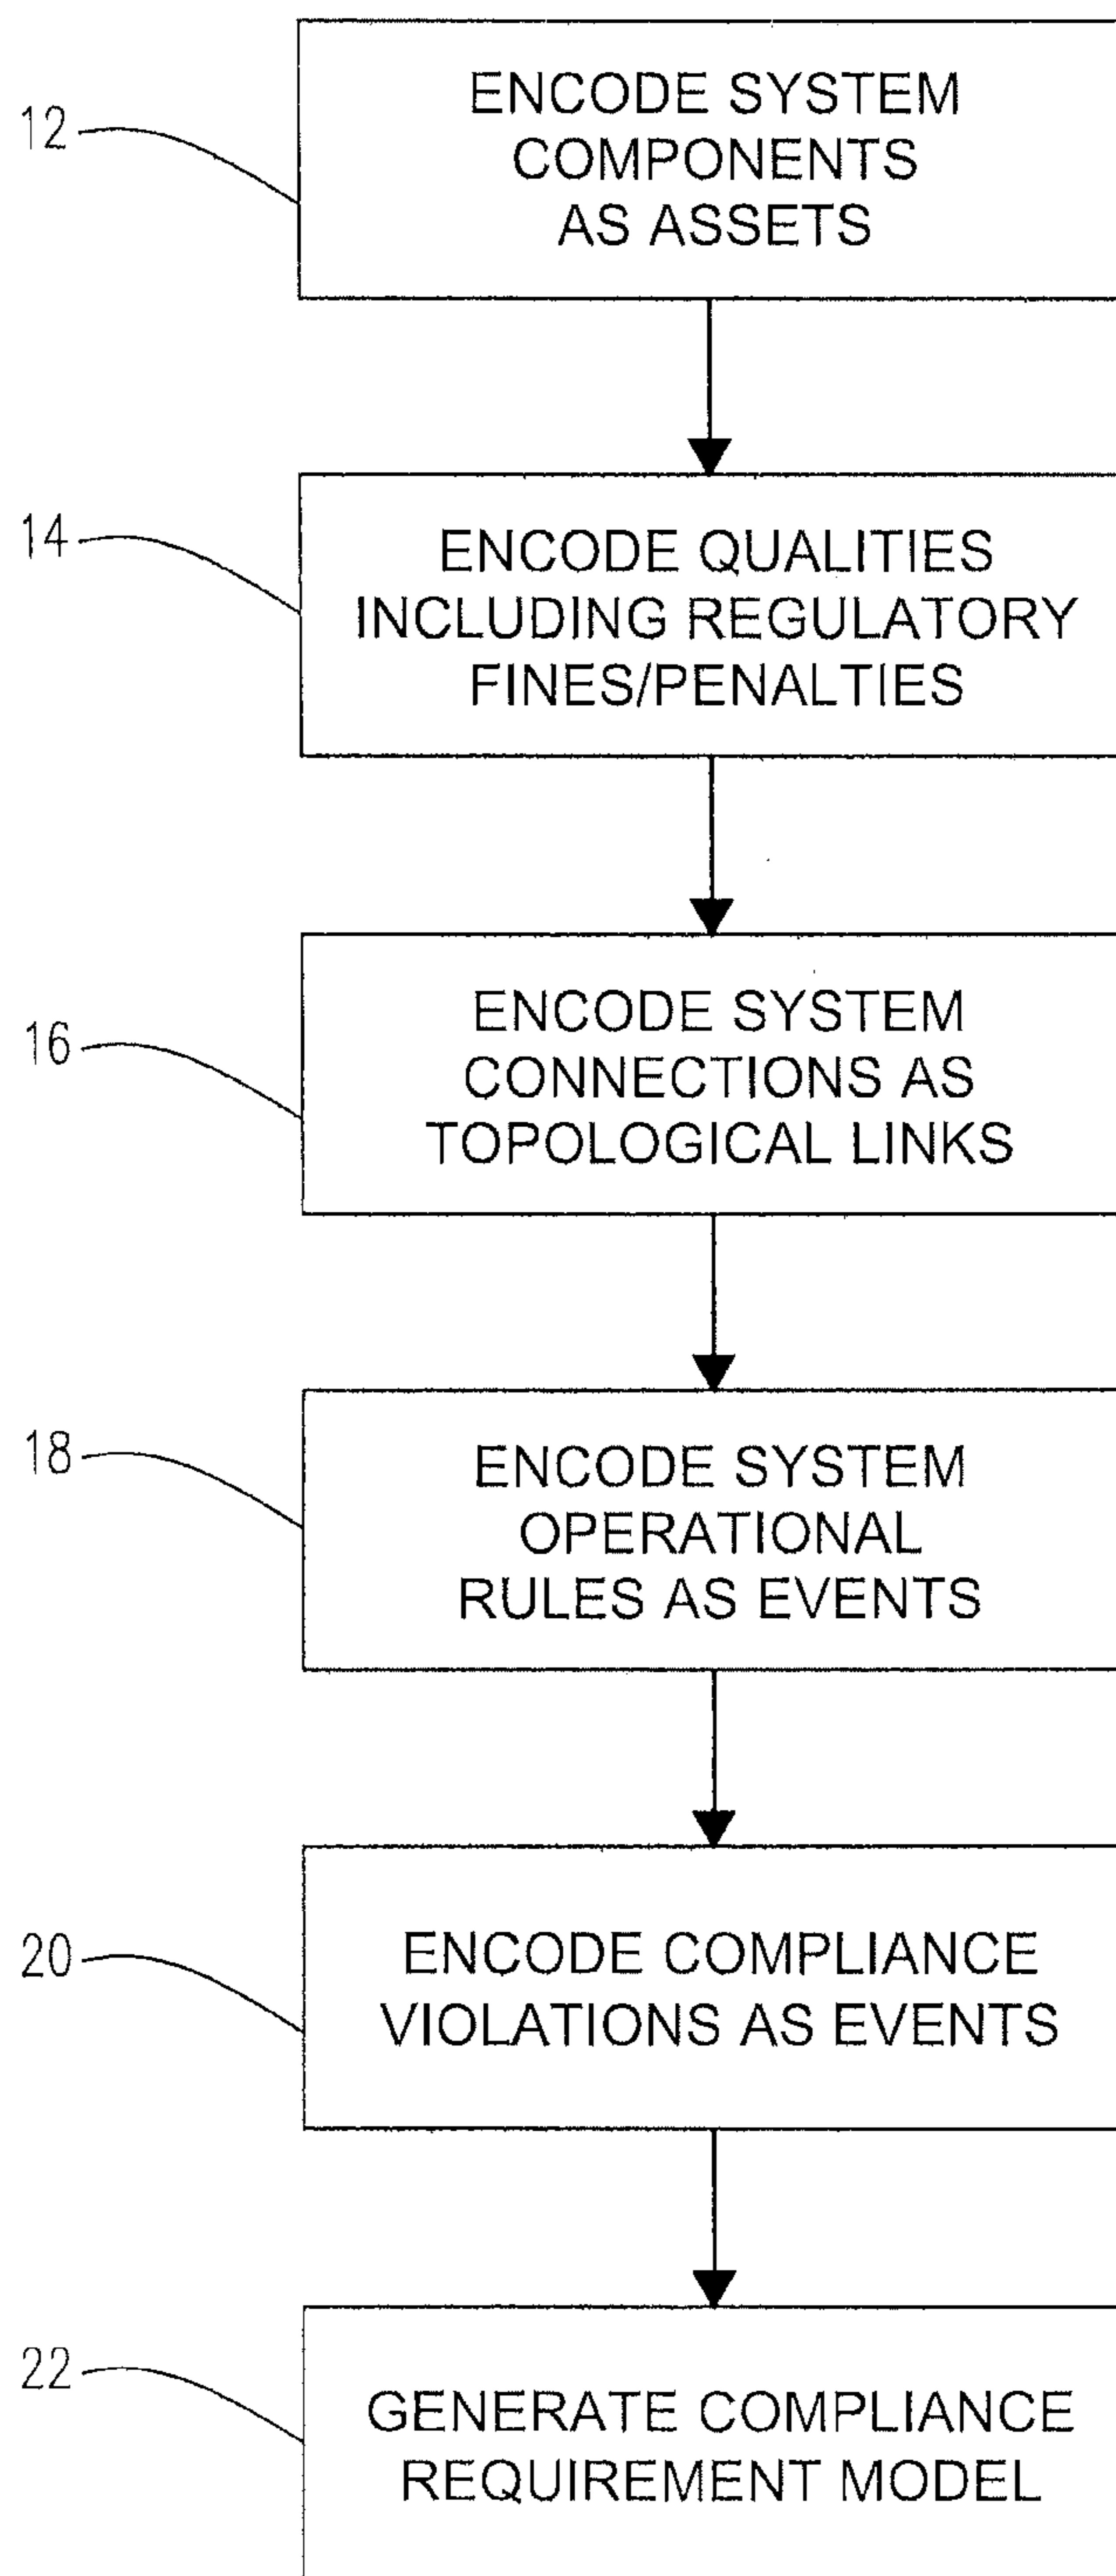 12
ENCODE SYSTEM
COMPONENTS
AS ASSETS
14
ENCODE QUALITIES
INCLUDING REGULATORY
FINES/PENALTIES
16
ENCODE SYSTEM
CONNECTIONS AS
TOPOLOGICAL LINKS
18
ENCODE SYSTEM
OPERATIONAL
RULES AS EVENTS
20
ENCODE COMPLIANCE
VIOLATIONS AS EVENTS
22
GENERATE COMPLIANCE
REQUIREMENT MODEL